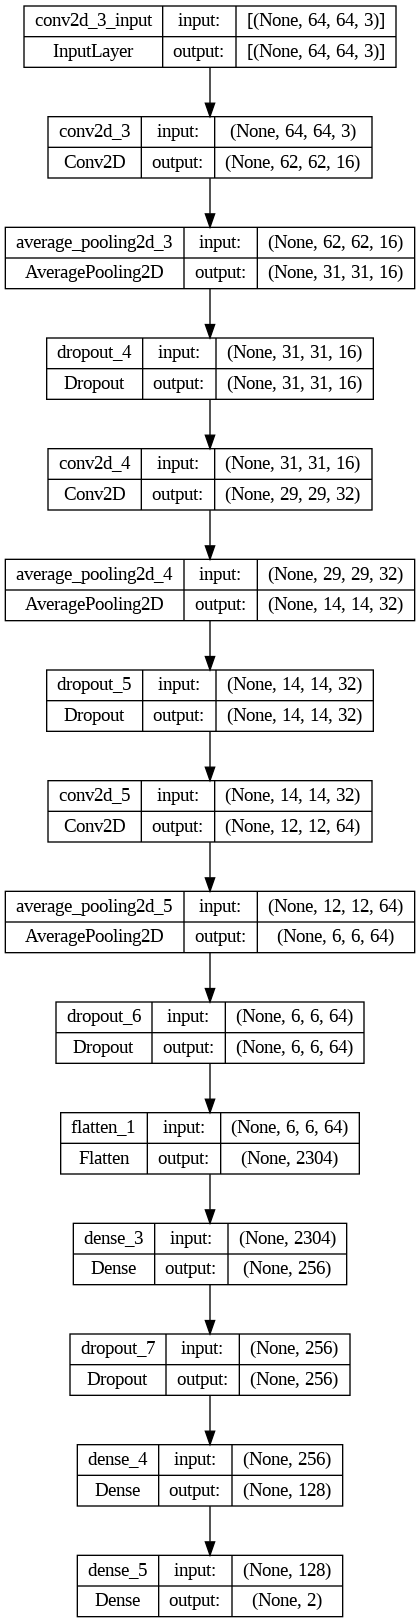 conv2d_3_input input: [(None, 64, 64, 3)]
InputLayer output: [(None, 64, 64, 3)]
conv2d_3 input: (None, 64, 64, 3)
Conv2D output: (None, 62, 62, 16)
average_pooling2d_3 input: (None, 62, 62, 16)
AveragePooling2D output: (None, 31, 31, 16)
dropout_4 input: (None, 31, 31, 16)
Dropout output: (None, 31, 31, 16)
conv2d_4 input: (None, 31, 31, 16)
Conv2D output: (None, 29, 29, 32)
average_pooling2d_4 input: (None, 29, 29, 32)
AveragePooling2D output: (None, 14, 14, 32)
dropout_5 input: (None, 14, 14, 32)
Dropout output: (None, 14, 14, 32)
conv2d_5 input: (None, 14, 14, 32)
Conv2D output: (None, 12, 12, 64)
average_pooling2d_5 input: (None, 12, 12, 64)
AveragePooling2D output: (None, 6, 6, 64)
dropout_6 input: (None, 6, 6, 64)
Dropout output: (None, 6, 6, 64)
flatten_1 input: (None, 6, 6, 64)
Flatten output: (None, 2304)
dense_3 input: (None, 2304)
Dense output: (None, 256)
dropout_7 input: (None, 256)
Dropout output: (None, 256)
dense_4 input: (None, 256)
Dense output: (None, 128)
dense_5 input: (None, 128)
Dense output: (None, 2)